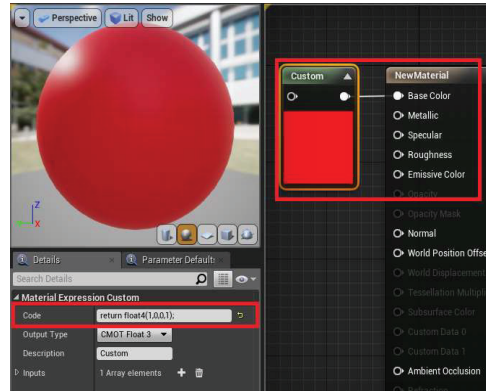 Perspective Lit Show
Z
X
Details
Parameter Defaults
Search Details
Material Expression Custom
Code return float4(1,0,0,1);
Output Type CMOT Float 3
Description Custom
Inputs 1 Array elements
Custom
NewMaterial
Base Color
Metallic
Specular
Roughness
Emissive Color
Opacity
Opacity Mask
Normal
World Position Offse
World Displacement
Tessellation Multipli
Subsurface Color
Custom Data 0
Custom Data 1
Ambient Occlusion
Refraction